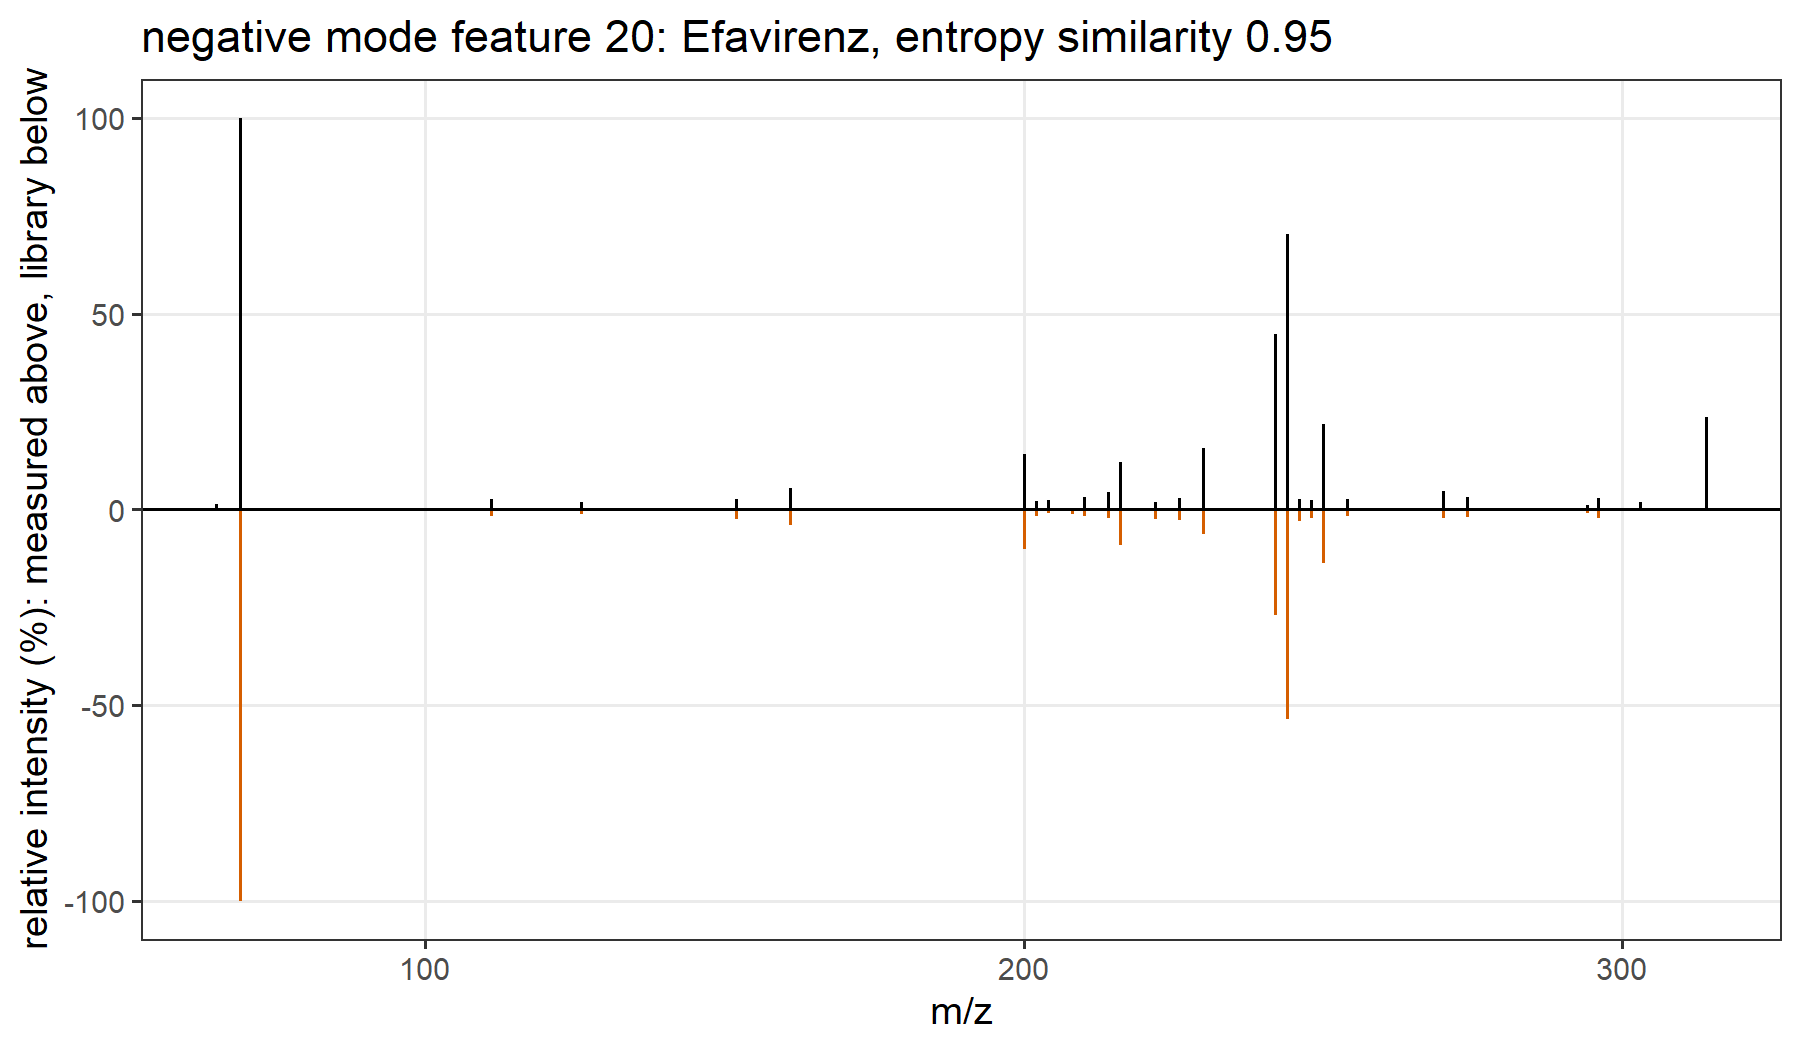 negative mode feature 20: Efavirenz, entropy similarity 0.95
relative intensity (%): measured above, library below
100
50
0
-50
-100
100
200
300
m/z